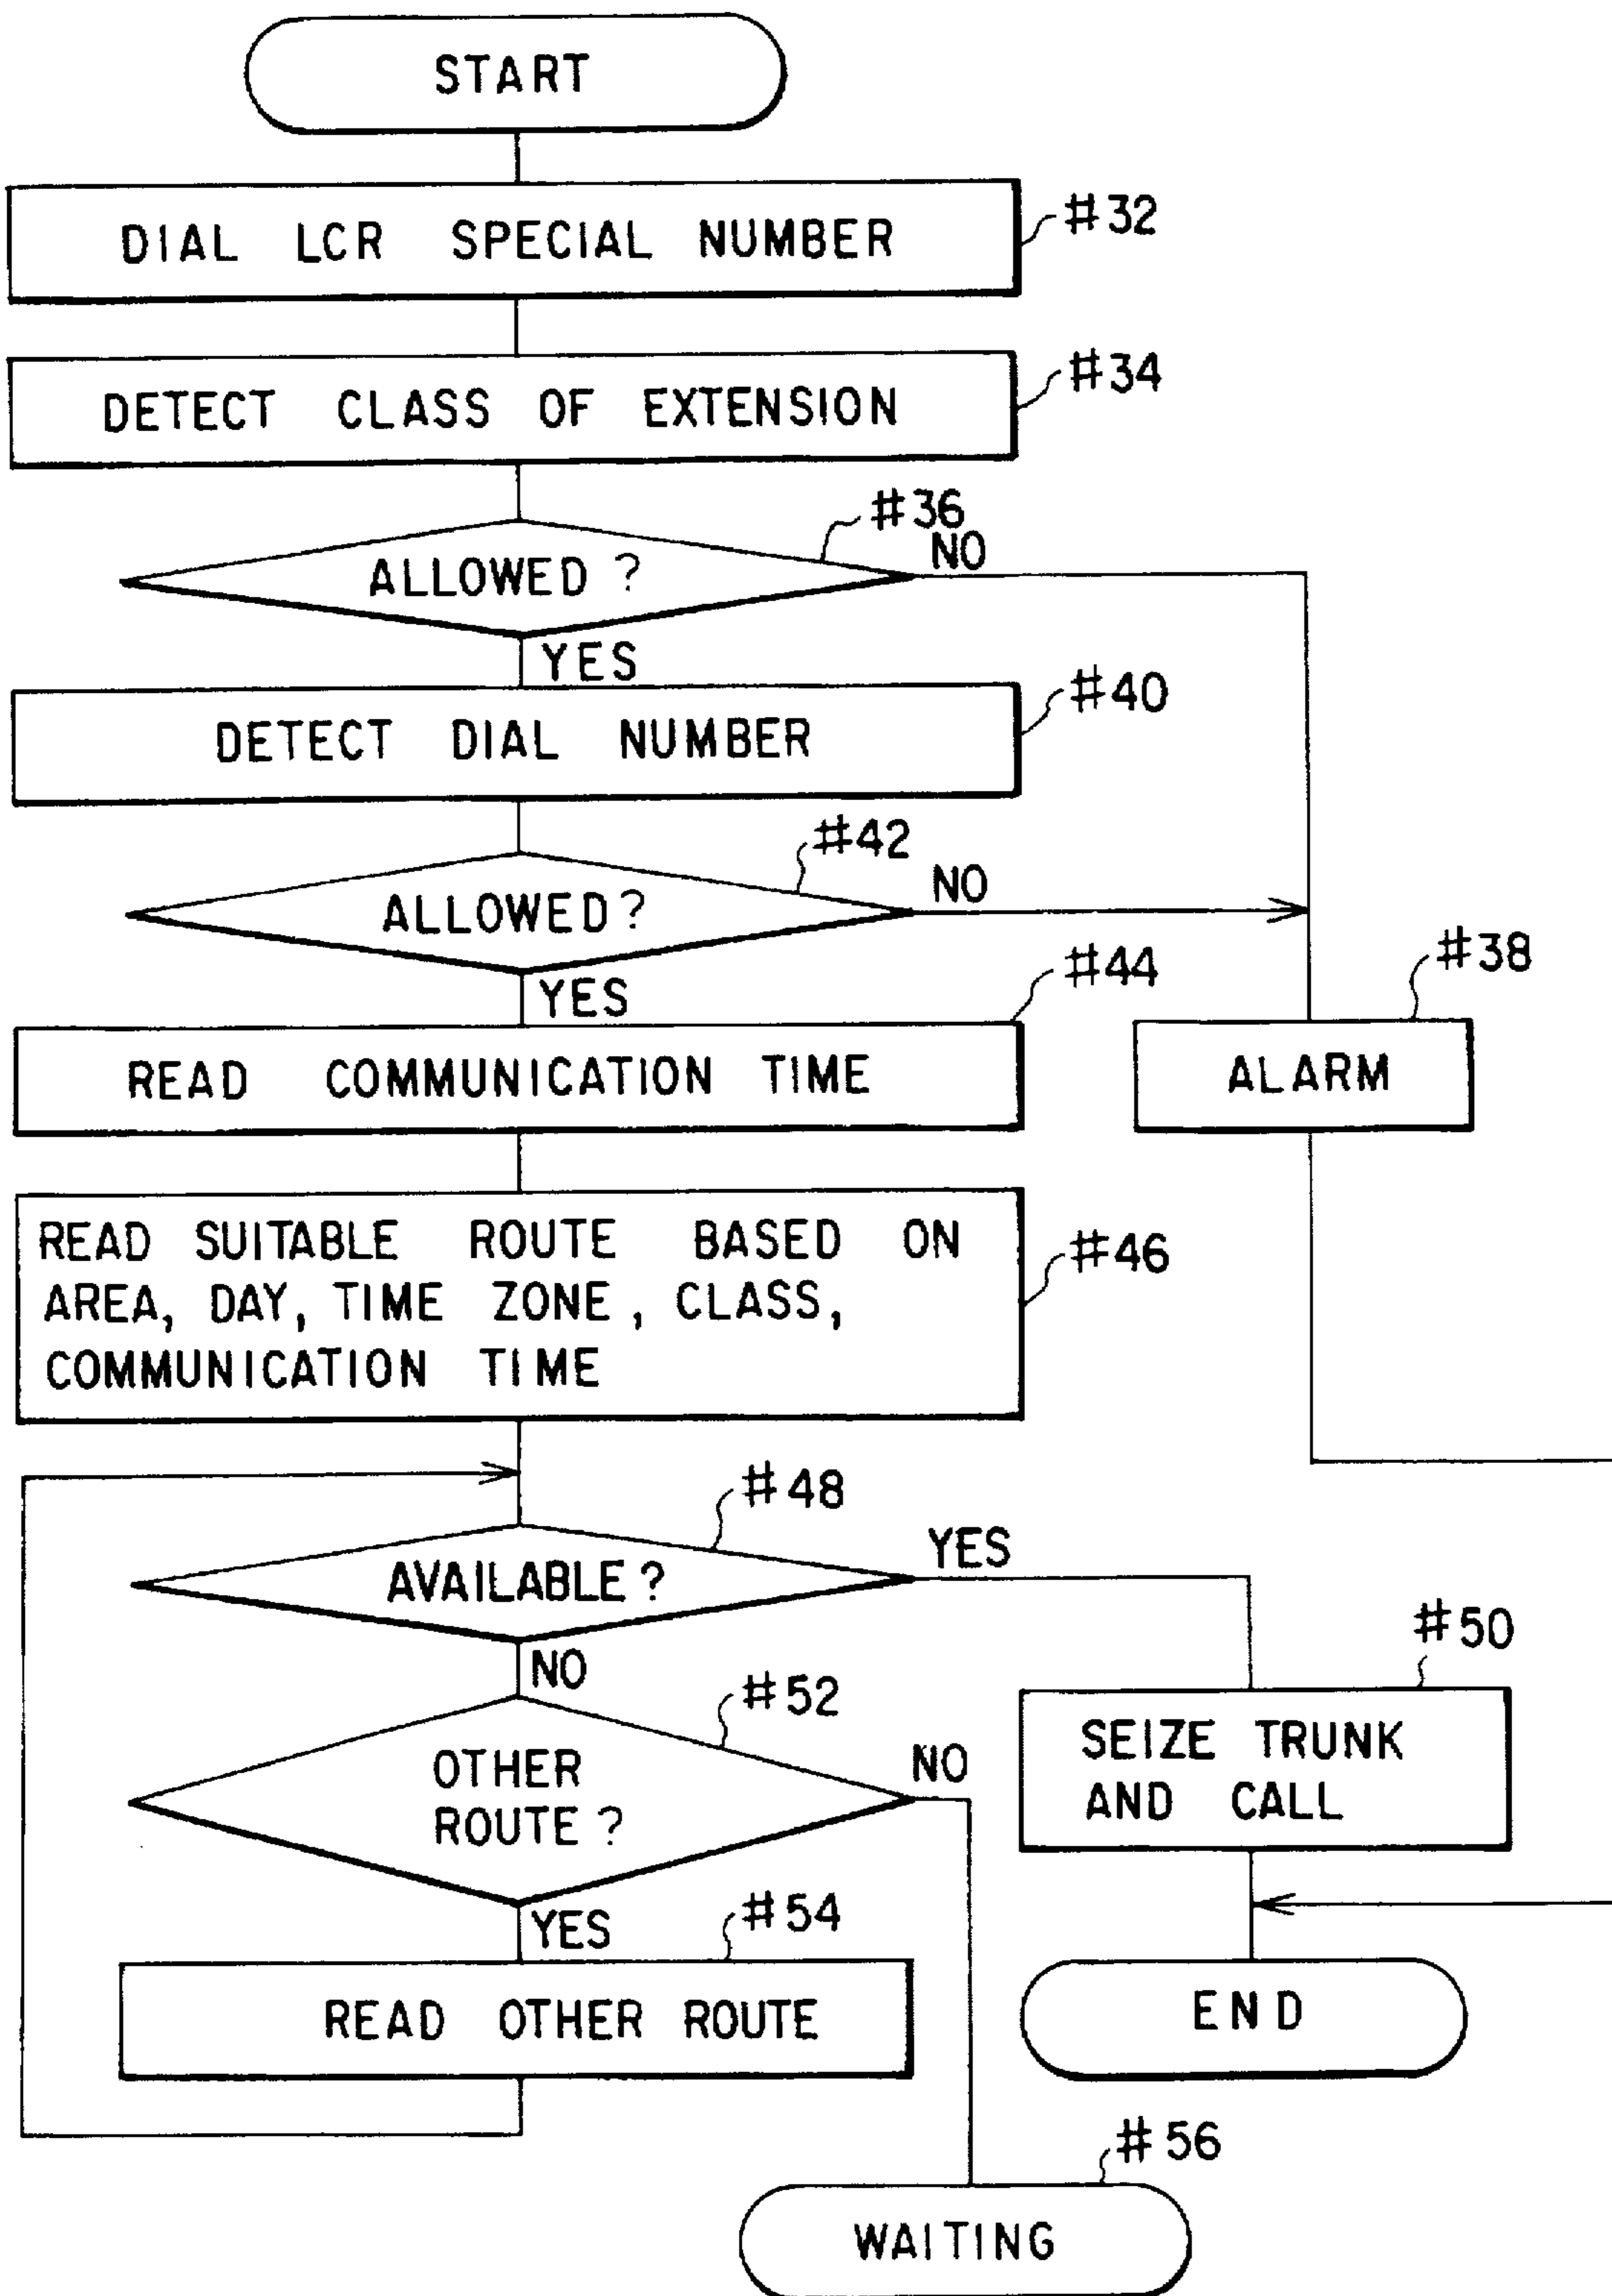 START
DIAL LCR SPECIAL NUMBER
#32
DETECT CLASS OF EXTENSION
#34
#36
ALLOWED ?
NO
YES
DETECT DIAL NUMBER
#40
#42
ALLOWED?
NO
YES
#44
READ COMMUNICATION TIME
#38
ALARM
READ SUITABLE ROUTE BASED ON
AREA, DAY, TIME ZONE, CLASS,
COMMUNICATION TIME
#46
#48
AVAILABLE?
YES
NO
#50
SEIZE TRUNK
AND CALL
#52
OTHER
ROUTE?
NO
YES
#54
READ OTHER ROUTE
END
#56
WAITING